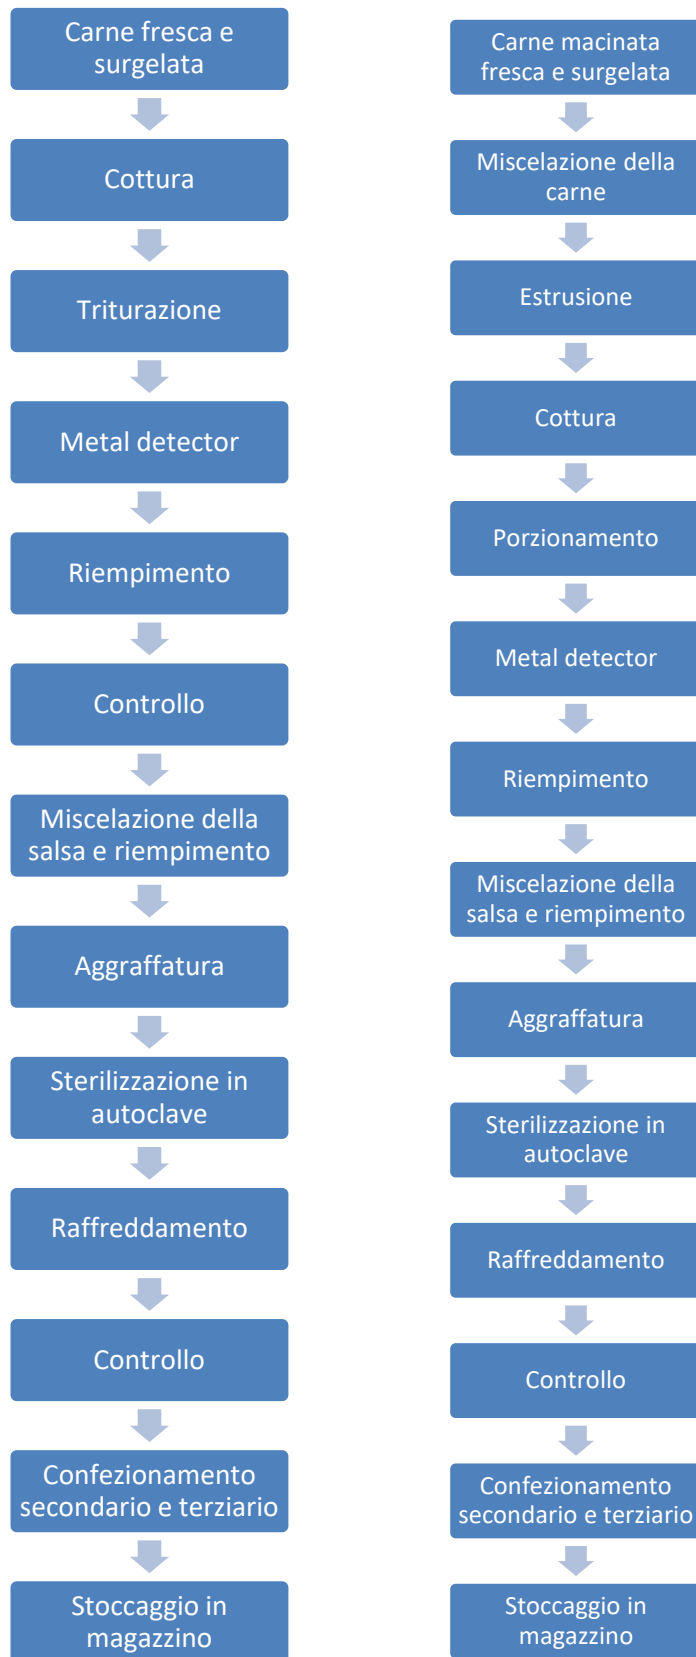 Carne fresca e
surgelata
Cottura
Triturazione
Metal detector
Riempimento
Controllo
Miscelazione della
salsa e riempimento
Aggraffatura
Sterilizzazione in
autoclave
Raffreddamento
Controllo
Confezionamento
secondario e terziario
Stoccaggio in
magazzino
Carne macinata
fresca e surgelata
Miscelazione della
carne
Estrusione
Cottura
Porzionamento
Metal detector
Riempimento
Miscelazione della
salsa e riempimento
Aggraffatura
Sterilizzazione in
autoclave
Raffreddamento
Controllo
Confezionamento
secondario e terziario
Stoccaggio in
magazzino